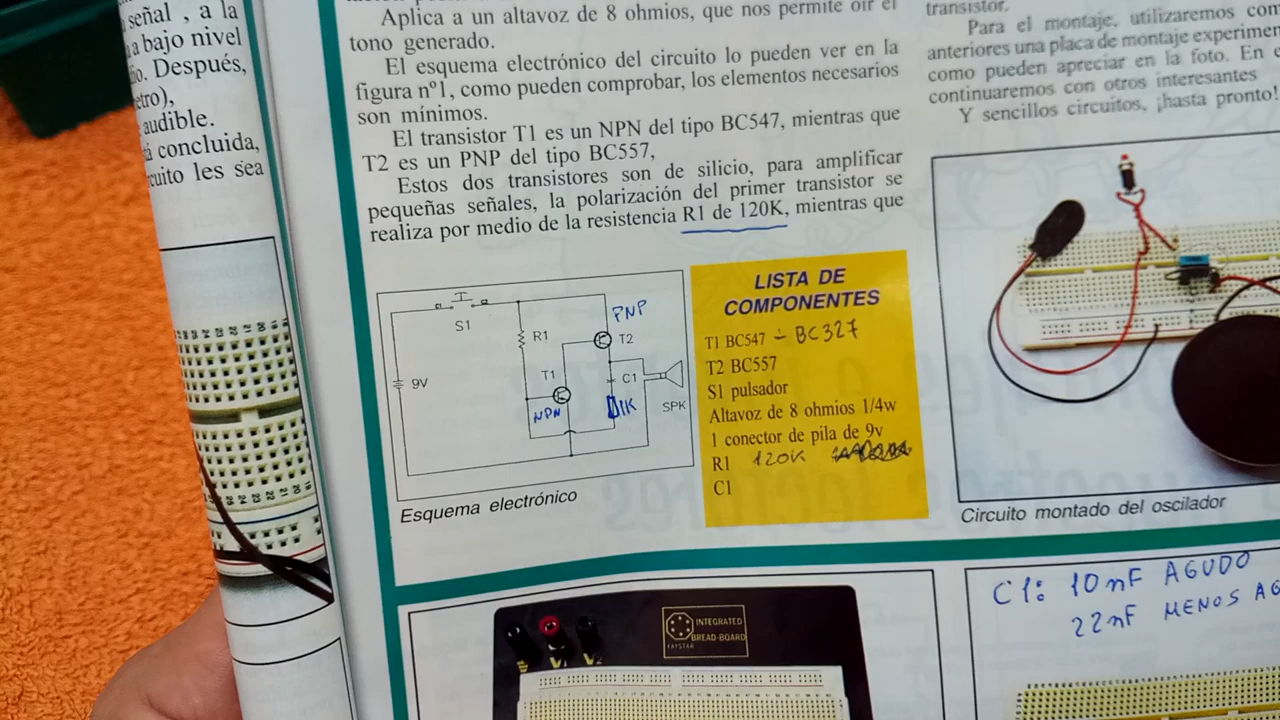 señal , a la
a bajo nivel
Después,
audible.
concluida,
les sea
Aplica a un altavoz de 8 ohmios, que nos permite oir el
tono generado.
El esquema electrónico del circuito lo pueden ver en la
figura nº1, como pueden comprobar, los elementos necesarios
son mínimos.
El transistor T1 es un NPN del tipo BC547, mientras que
T2 es un PNP del tipo BC557,
Estos dos transistores son de silicio, para amplificar
pequeñas señales, la polarización del primer transistor se
realiza por medio de la resistencia R1 de 120K, mientras que
transistor.
Para el montaje, utilizaremos
anteriores una placa de montaje
como pueden apreciar en la foto. En
continuaremos con otros interesantes
Y sencillos circuitos, ¡hasta pronto!
S1
R1
PNP
T2
9V
T1
C1
NPN
1K
SPK
Esquema electrónico
LISTA DE
COMPONENTES
T1 BC547 ÷ BC327
T2 BC557
S1 pulsador
Altavoz de 8 ohmios 1/4w
1 conector de pila de 9v
R1 120K
C1
Circuito montado del oscilador
C1: 10nF AGUDO
22nF MENOS
INTEGRATED
BREAD-BOARD